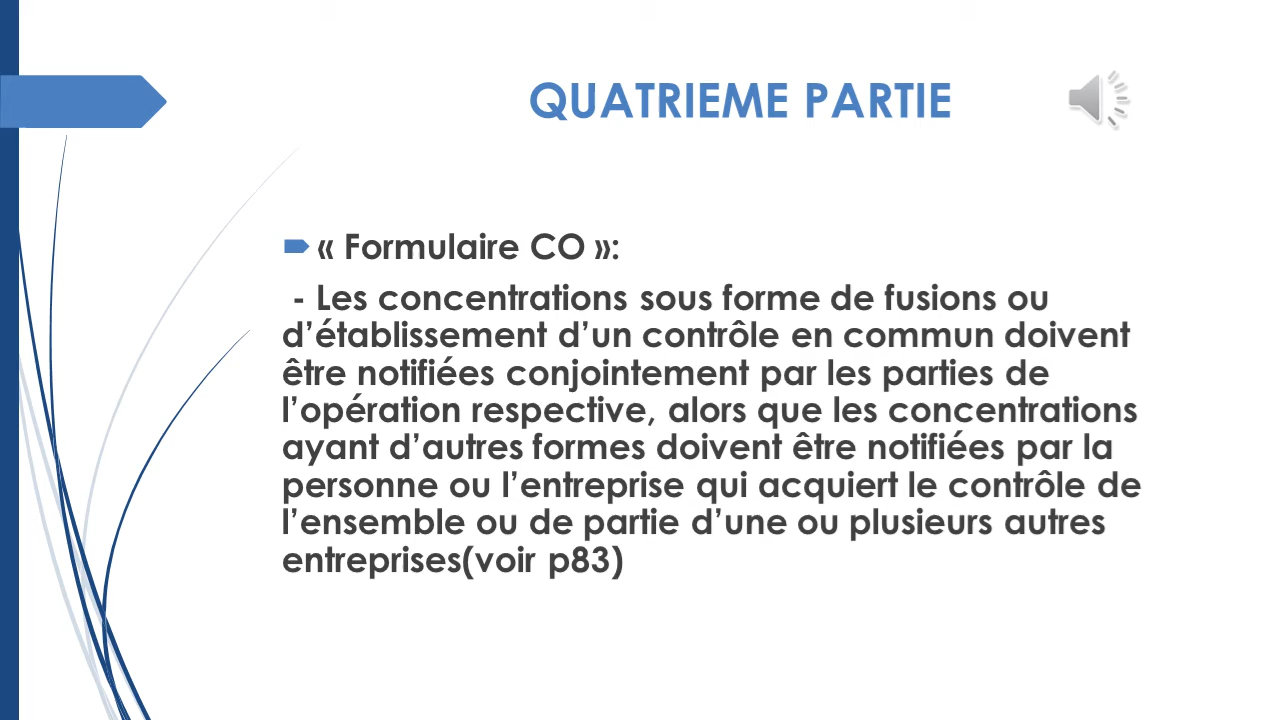 QUATRIEME PARTIE
« Formulaire CO »:
- Les concentrations sous forme de fusions ou
d’établissement d’un contrôle en commun doivent
être notifiées conjointement par les parties de
l’opération respective, alors que les concentrations
ayant d’autres formes doivent être notifiées par la
personne ou l’entreprise qui acquiert le contrôle de
l’ensemble ou de partie d’une ou plusieurs autres
entreprises(voir p83)